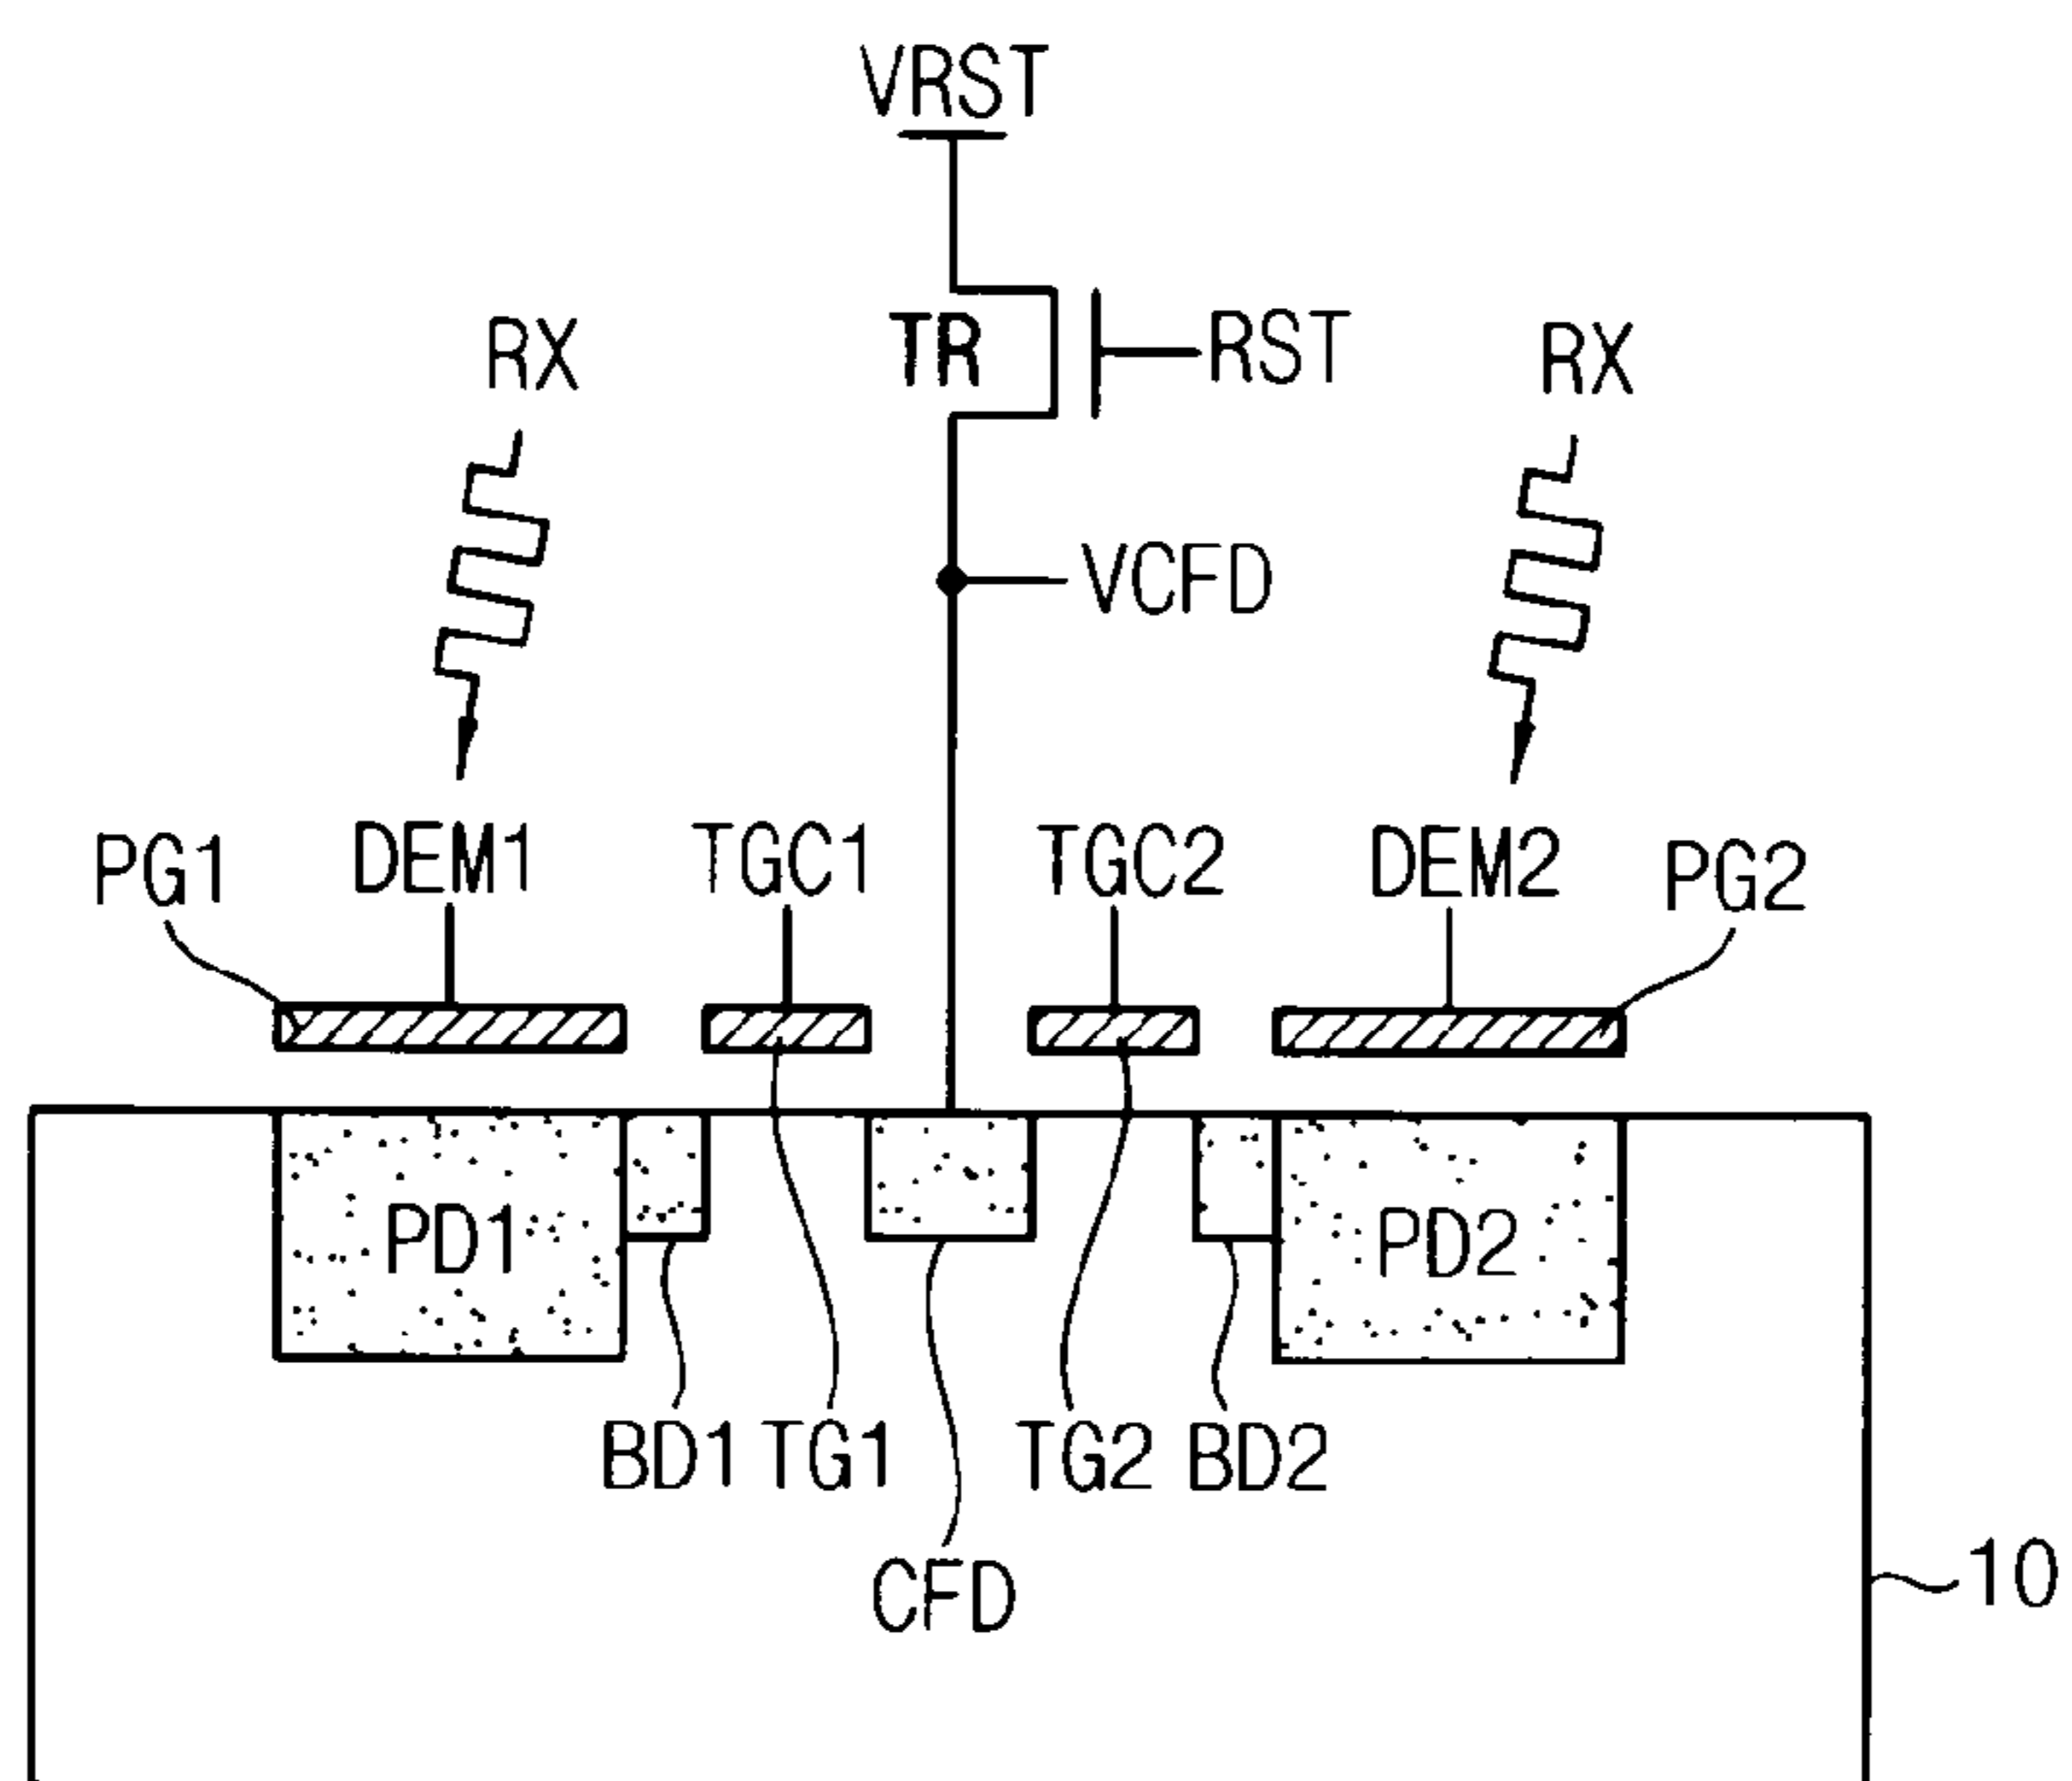 VRST
TR
RST
RX
RX
VCFD
PG1
DEM1
TGC1
TGC2
DEM2
PG2
PD1
PD2
BD1
TG1
TG2
BD2
CFD
10